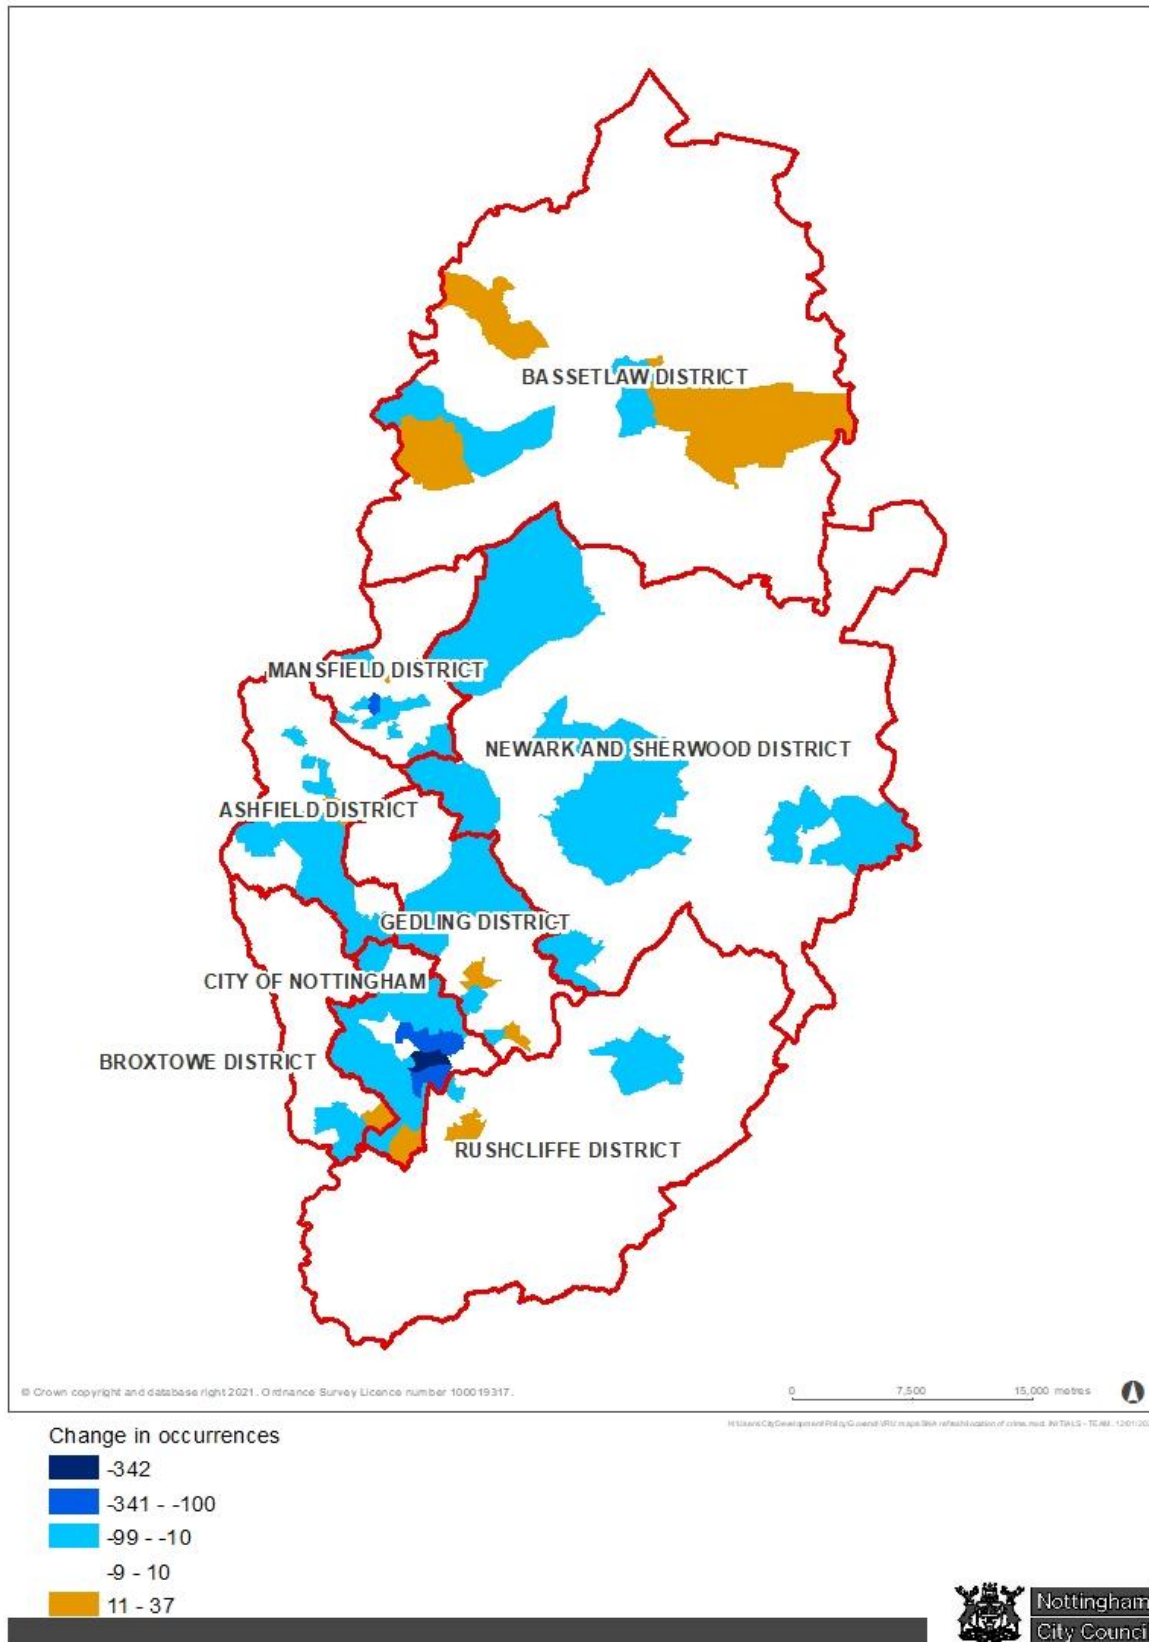 BASSETLAW DISTRICT
MANSFIELD DISTRICT
NEWARK AND SHERWOOD DISTRICT
ASHFIELD DISTRICT
GEDLING DISTRICT
CITY OF NOTTINGHAM
BROXTOWE DISTRICT
RUSHCLIFFE DISTRICT
© Crown copyright and database right 2021. Ordnance Survey Licence number 100019317.
0 7,500 15,000 metres
Change in occurrences
-342
-341 - -100
-99 - -10
-9 - 10
11 - 37
Nottingham
City Counci